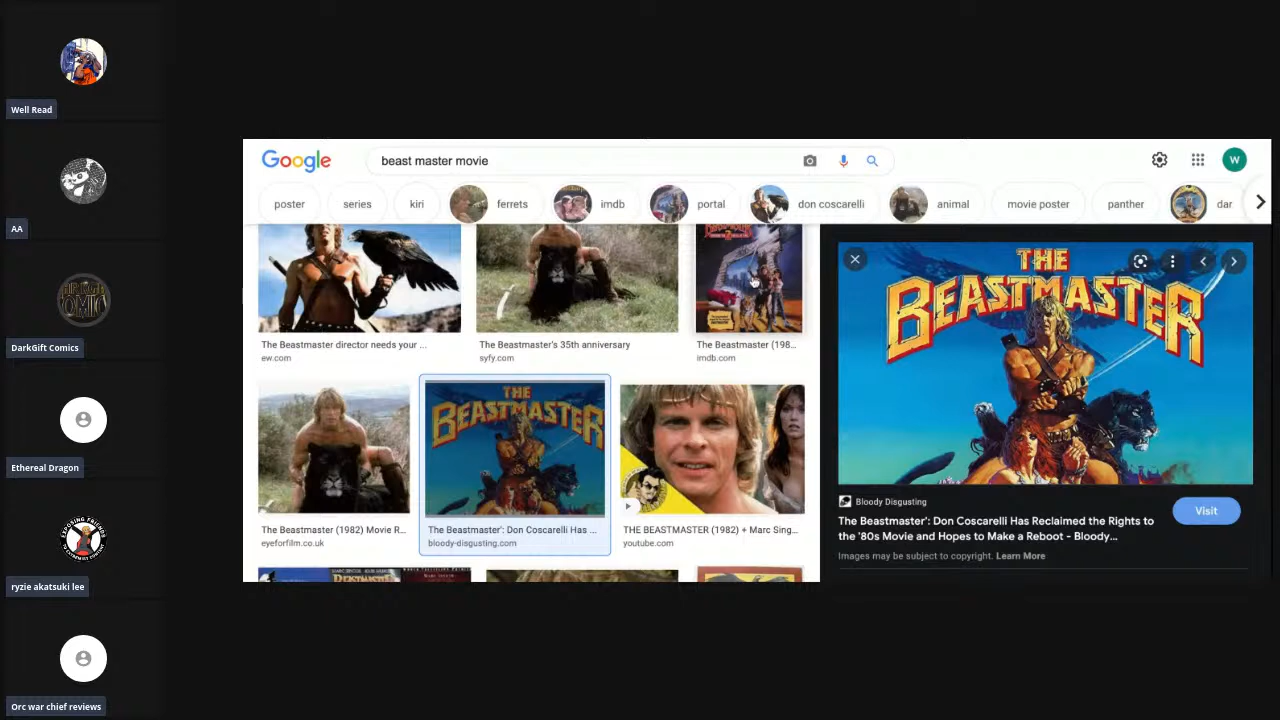 Well Read
AA
DarkGift Comics
Ethereal Dragon
ryzie akatsuki lee
Orc war chief reviews
Google
beast master movie
W
poster
series
kiri
ferrets
imdb
portal
don coscarelli
animal
movie poster
panther
dar
The Beastmaster director needs your ...
ew.com
The Beastmaster's 35th anniversary
syfy.com
The Beastmaster (198...
imdb.com
THE
BEASTMASTER
The Beastmaster (1982) Movie R...
eyeforfilm.co.uk
The Beastmaster': Don Coscarelli Has ...
bloody-disgusting.com
THE BEASTMASTER (1982) + Marc Sing...
youtube.com
THE
BEASTMASTER
Bloody Disgusting
Visit
The Beastmaster': Don Coscarelli Has Reclaimed the Rights to
the '80s Movie and Hopes to Make a Reboot - Bloody...
Images may be subject to copyright. Learn More